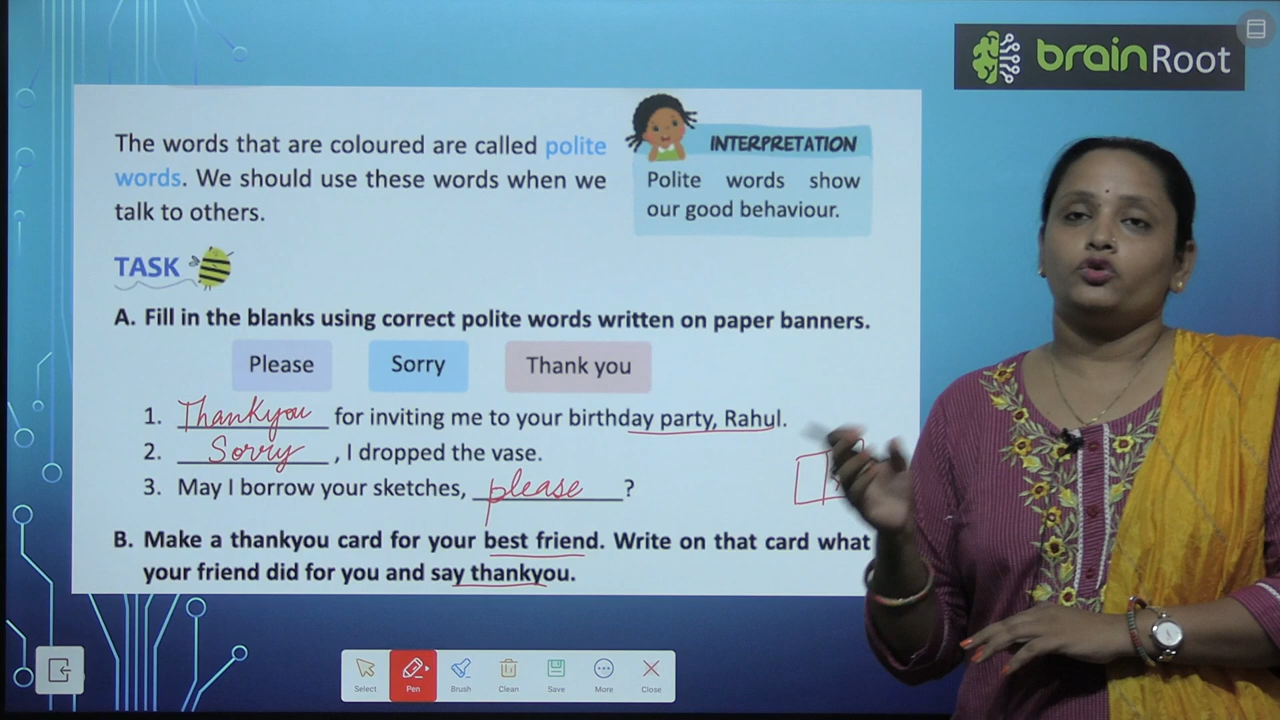 brainRoot
The words that are coloured are called polite
words. We should use these words when we
talk to others.
INTERPRETATION
Polite words show
our good behaviour.
TASK
A. Fill in the blanks using correct polite words written on paper banners.
Please Sorry Thank you
1. Thankyou for inviting me to your birthday party, Rahul.
2. Sorry, I dropped the vase.
3. May I borrow your sketches, please?
B. Make a thankyou card for your best friend. Write on that card what
your friend did for you and say thankyou.
Select Pen Brush Clean Save More Close